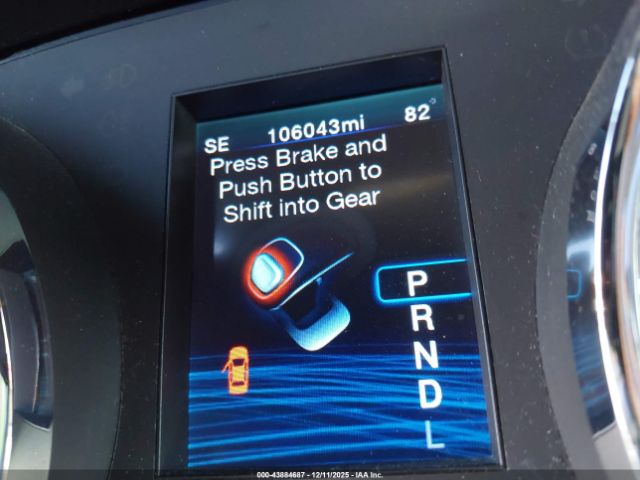 SE 106043mi 82°
Press Brake and
Push Button to
Shift into Gear
P
R
N
D
L
000-43884687 - 12/11/2025 - IAA Inc.